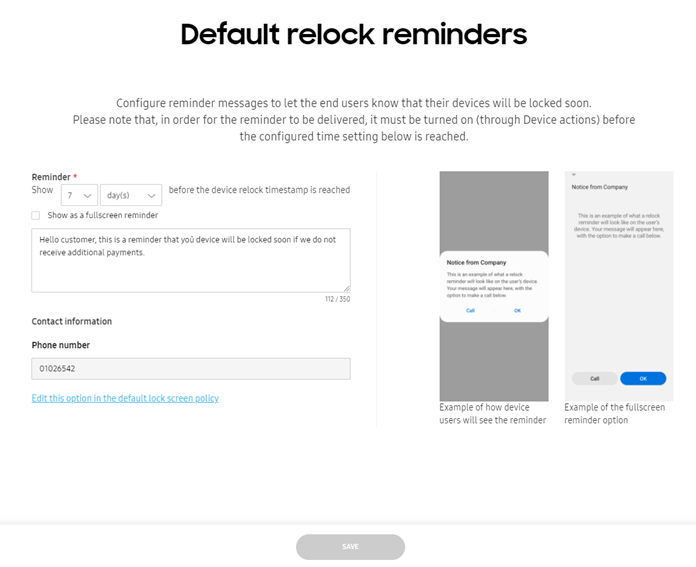 Default relock reminders
Configure reminder messages to let the end users know that their devices will be locked soon.
Please note that, in order for the reminder to be delivered, it must be turned on (through Device actions) before
the configured time setting below is reached.
Reminder *
Show 7 day(s) before the device relock timestamp is reached
Show as a fullscreen reminder
Hello customer, this is a reminder that yoủ device will be locked soon if we do not
receive additional payments.
112 / 350
Contact information
Phone number
01026542
Edit this option in the default lock screen policy
Notice from Company
This is an example of what a relock
reminder will look like on the user's device.
Your message will appear here, with the
option to make a call below.
Call OK
Example of how device
users will see the reminder
Notice from Company
This is an example of what a relock
reminder will look like on the user's
device. Your message will appear here,
with the option to make a call below.
Call OK
Example of the fullscreen
reminder option
SAVE